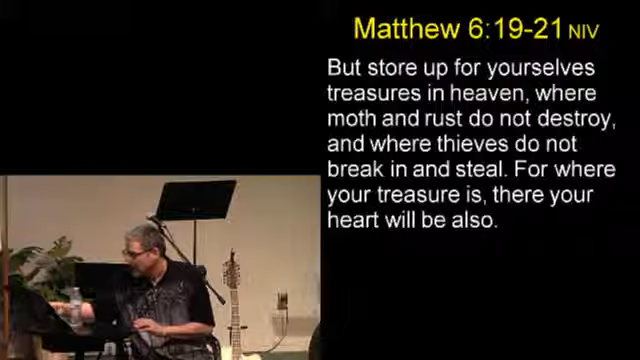 Matthew 6:19-21 NIV
But store up for yourselves
treasures in heaven, where
moth and rust do not destroy,
and where thieves do not
break in and steal. For where
your treasure is, there your
heart will be also.